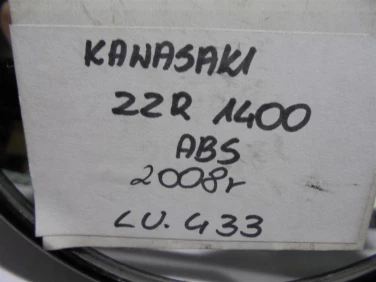 KAWASAKI
ZZR 1400
ABS
2008r
LU. 433